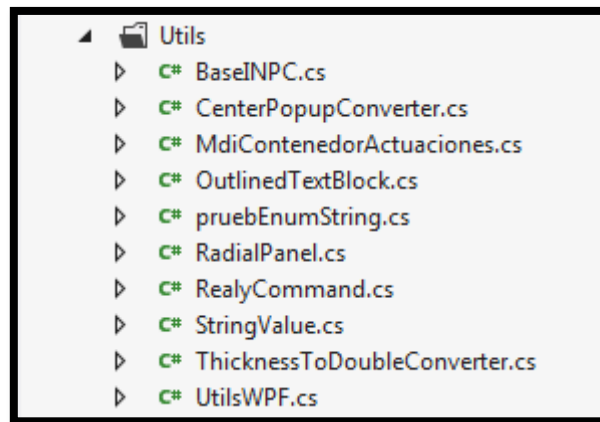 Utils
C# BaseINPC.cs
C# CenterPopupConverter.cs
C# MdiContenedorActuaciones.cs
C# OutlinedTextBlock.cs
C# pruebEnumString.cs
C# RadialPanel.cs
C# RealyCommand.cs
C# StringValue.cs
C# ThicknessToDoubleConverter.cs
C# UtilsWPF.cs